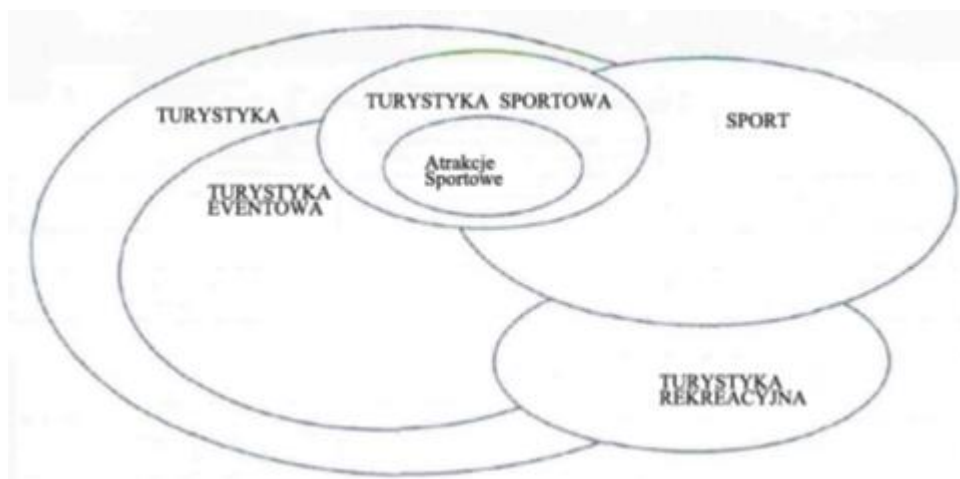 TURYSTYKA
TURYSTYKA SPORTOWA
SPORT
Atrakcje
Sportowe
TURYSTYKA
EVENTOWA
TURYSTYKA
REKREACYJNA